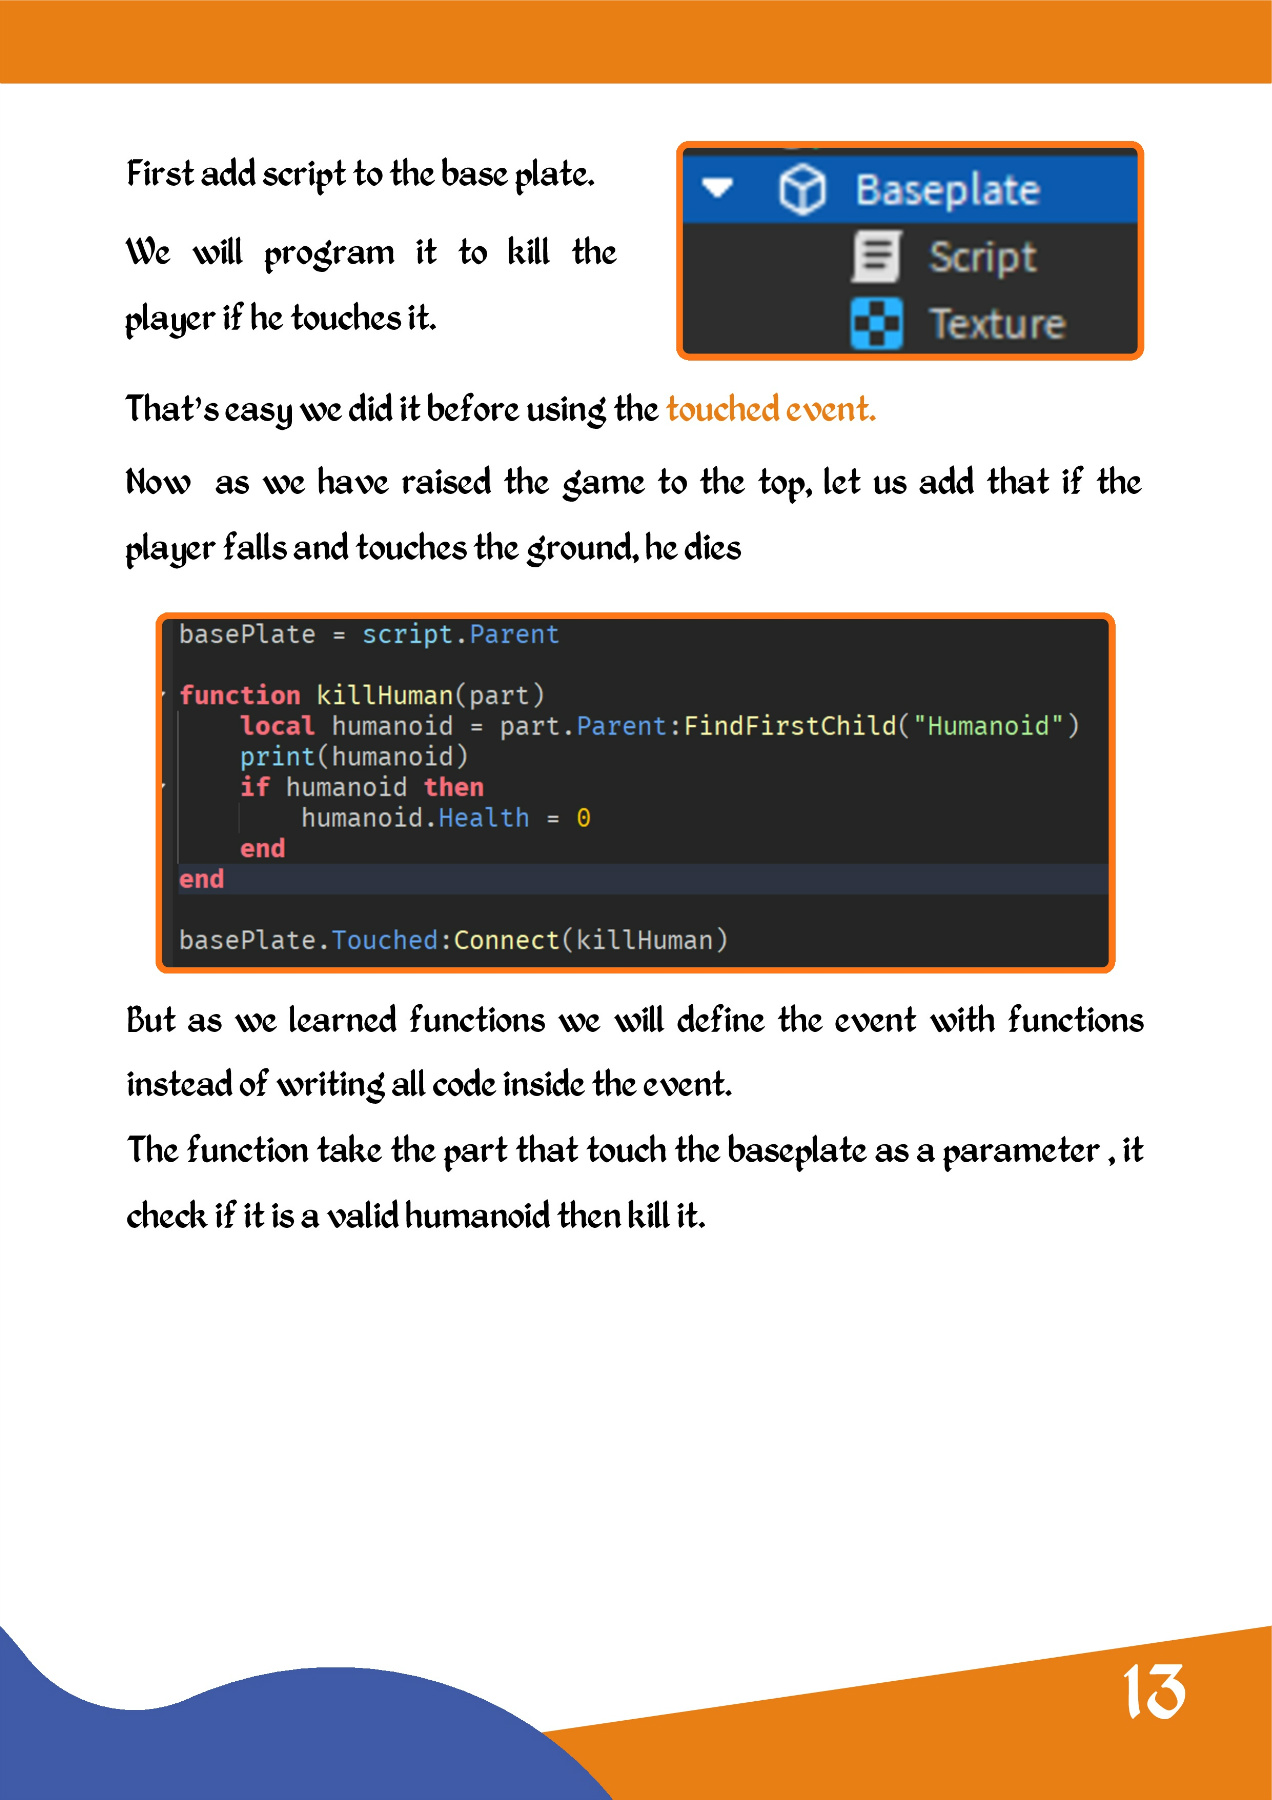 First add script to the base plate.
We will program it to kill the
player if he touches it.
Baseplate
Script
Texture
That's easy we did it before using the touched event.
Now as we have raised the game to the top, let us add that if the
player falls and touches the ground, he dies
basePlate = script.Parent
function killHuman(part)
local humanoid = part.Parent:FindFirstChild("Humanoid")
print(humanoid)
if humanoid then
humanoid.Health = 0
end
end
basePlate.Touched:Connect(killHuman)
But as we learned functions we will define the event with functions
instead of writing all code inside the event.
The function take the part that touch the baseplate as a parameter , it
check if it is a valid humanoid then kill it.
13